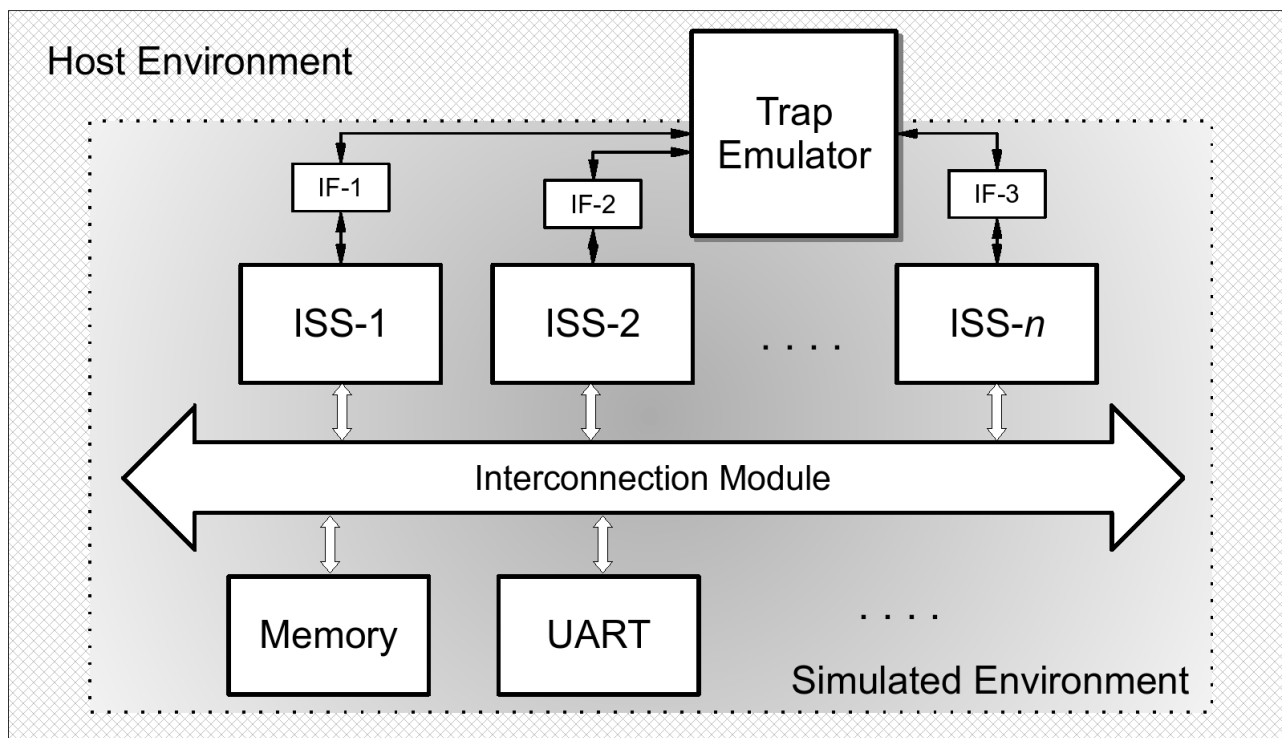 Host Environment
Trap
Emulator
IF-1
IF-2
IF-3
ISS-1
ISS-2
. . . .
ISS-n
Interconnection Module
Memory
UART
. . . .
Simulated Environment